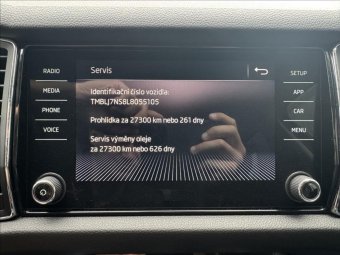 RADIO
MEDIA
PHONE
VOICE
Servis
Identifikační číslo vozidla:
TMBLJ7NS8L8055105
Prohlídka za 27300 km nebo 261 dny
Servis výměny oleje
za 27300 km nebo 626 dny
SETUP
APP
CAR
MENU